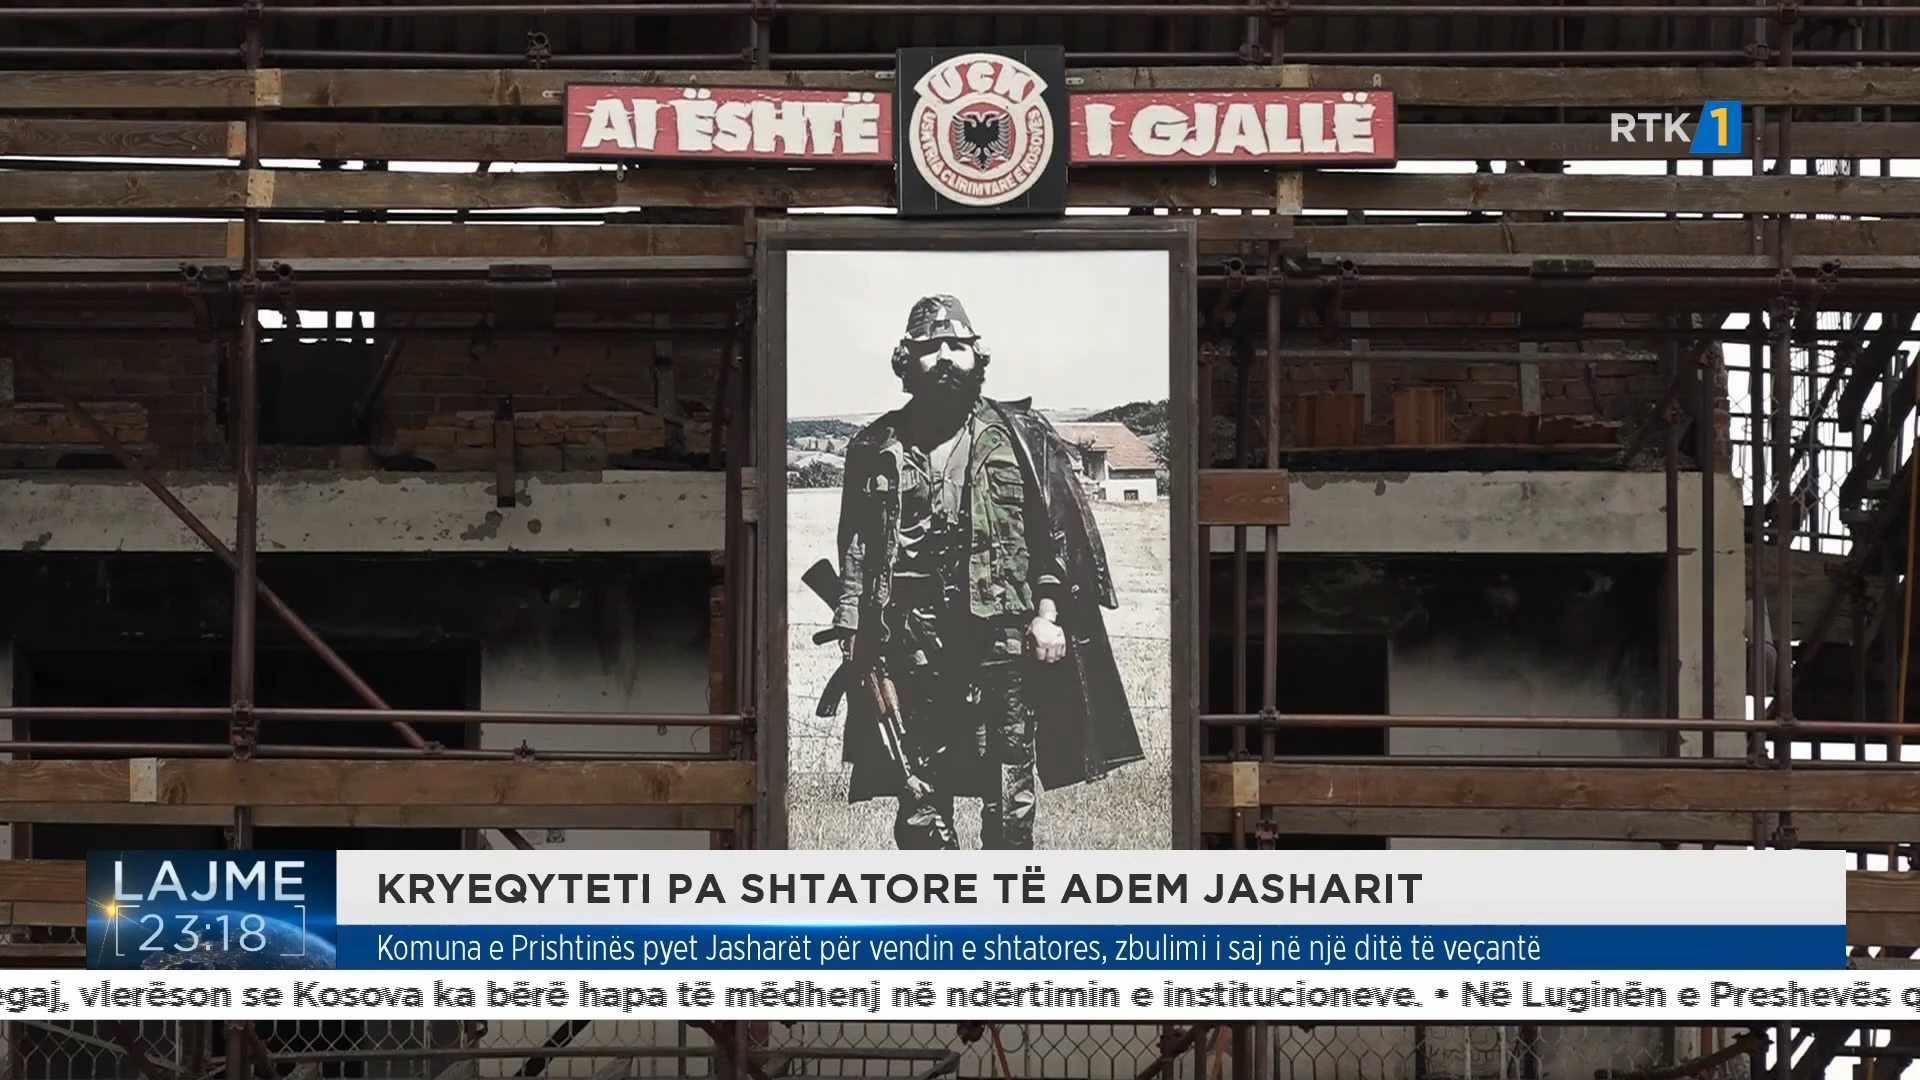 AI ËSHTË
UÇK
USHTRIA ÇLIRIMTARE E KOSOVËS
I GJALLË
RTK 1
LAJME
23:18
KRYEQYTETI PA SHTATORE TË ADEM JASHARIT
Komuna e Prishtinës pyet Jasharët për vendin e shtatores, zbulimi i saj në një ditë të veçantë
vlerëson se Kosova ka bërë hapa të mëdhenj në ndërtimin e institucioneve. • Në Luginën e Preshevës